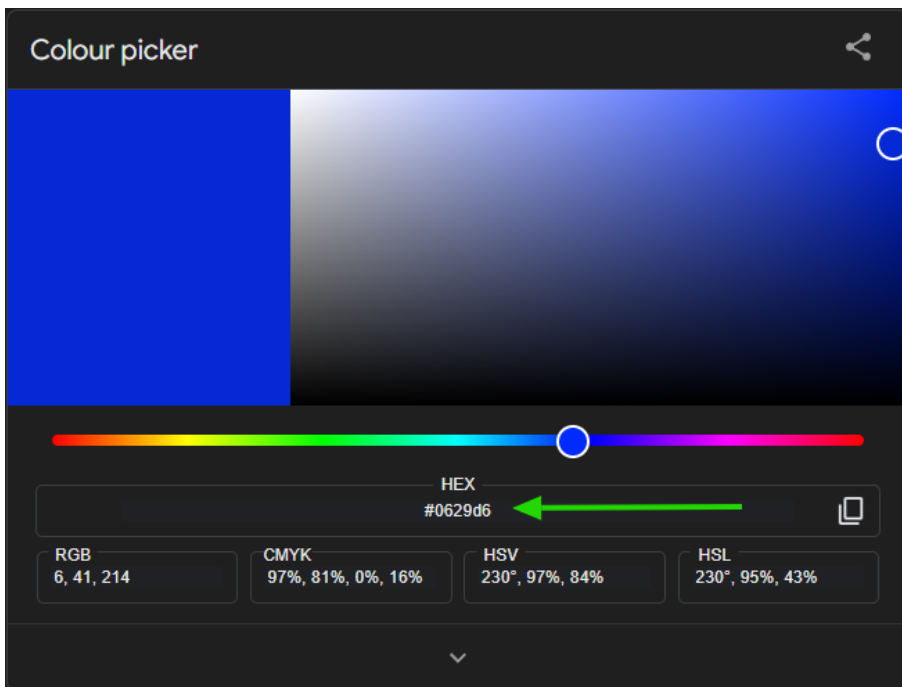 Colour picker
HEX
#0629d6
RGB
6, 41, 214
CMYK
97%, 81%, 0%, 16%
HSV
230°, 97%, 84%
HSL
230°, 95%, 43%